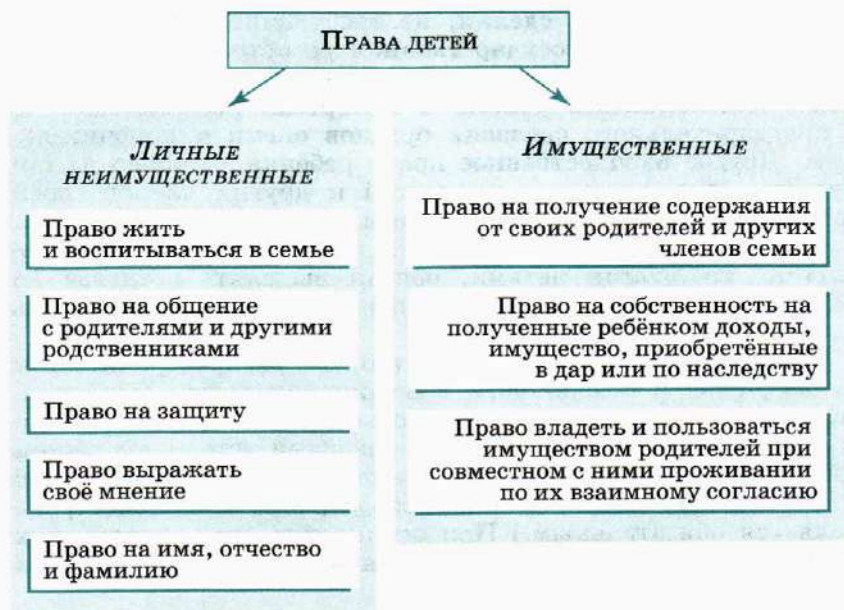 ПРАВА ДЕТЕЙ
ЛИЧНЫЕ
НЕИМУЩЕСТВЕННЫЕ
Право жить
и воспитываться в семье
Право на общение
с родителями и другими
родственниками
Право на защиту
Право выражать
своё мнение
Право на имя, отчество
и фамилию
ИМУЩЕСТВЕННЫЕ
Право на получение содержания
от своих родителей и других
членов семьи
Право на собственность на
полученные ребёнком доходы,
имущество, приобретённые
в дар или по наследству
Право владеть и пользоваться
имуществом родителей при
совместном с ними проживании
по их взаимному согласию